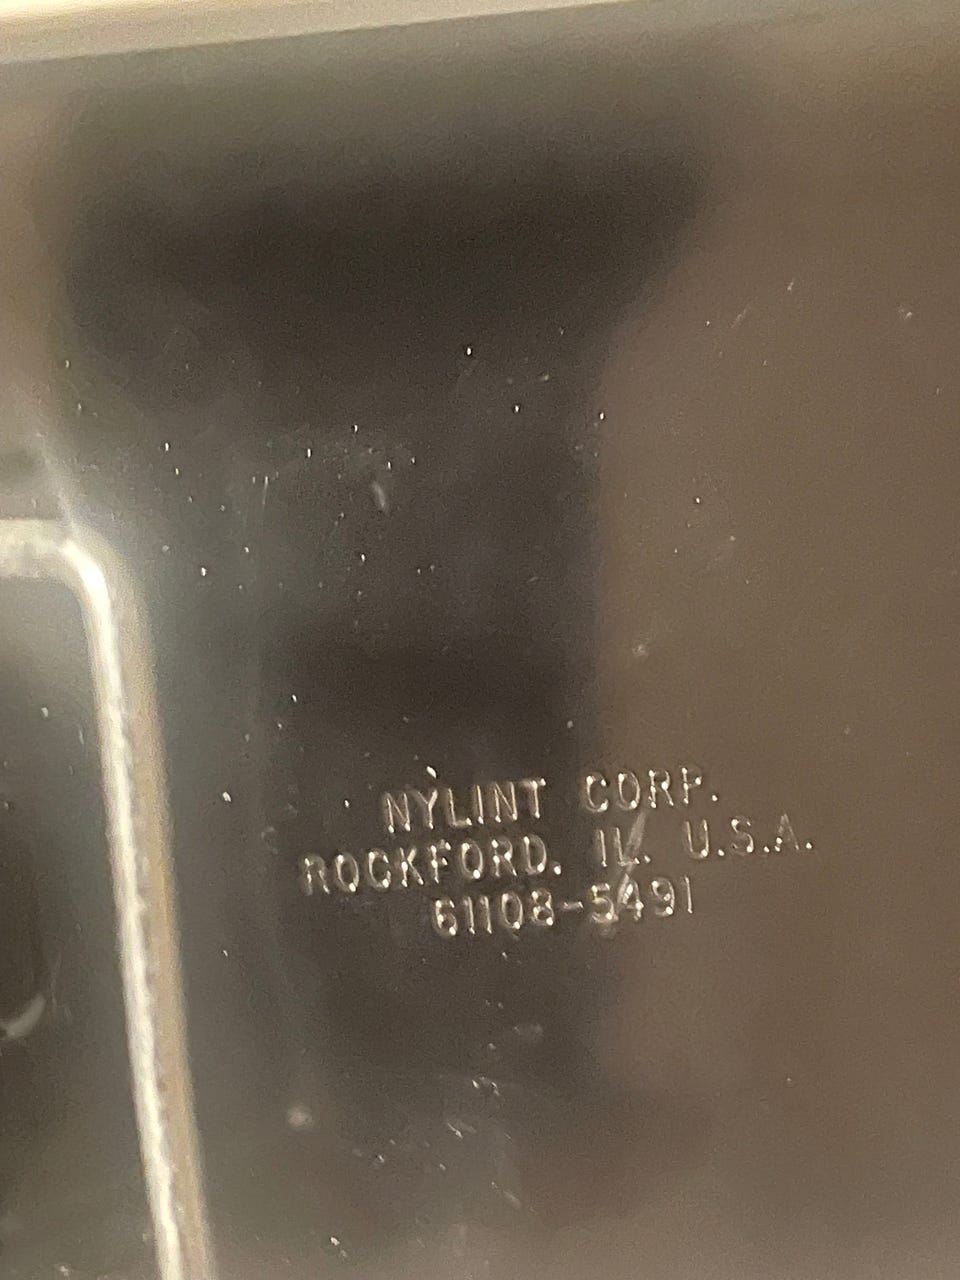 NYLINT CORP.
ROCKFORD. IL. U.S.A.
61108-5491